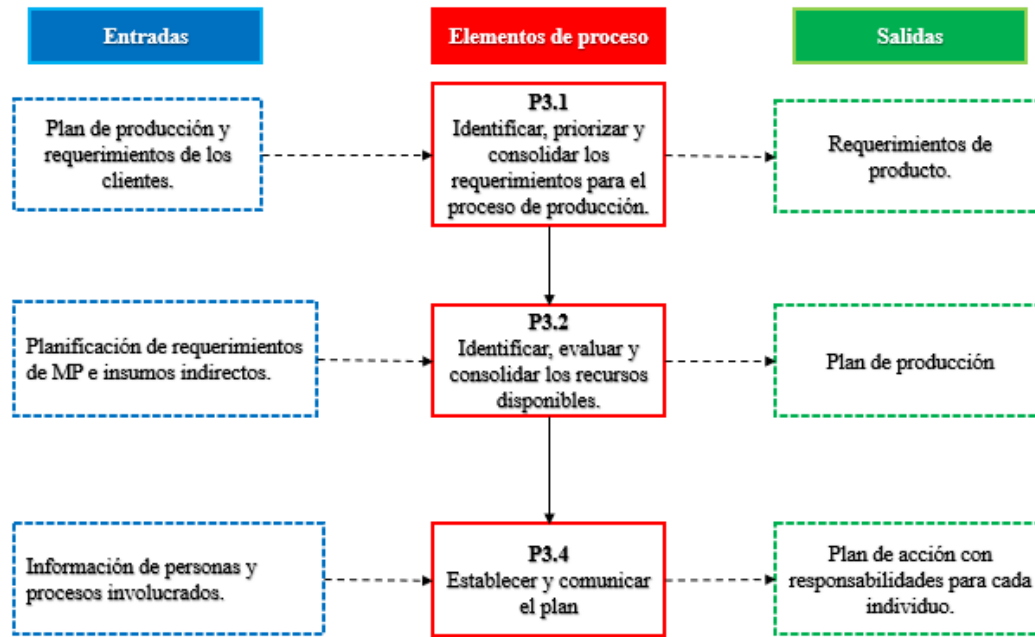 Entradas
Elementos de proceso
Salidas
Plan de producción y
requerimientos de los
clientes.
P3.1
Identificar, priorizar y
consolidar los
requerimientos para el
proceso de producción.
Requerimientos de
producto.
Planificación de requerimientos
de MP e insumos indirectos.
P3.2
Identificar, evaluar y
consolidar los recursos
disponibles.
Plan de producción
Información de personas y
procesos involucrados.
P3.4
Establecer y comunicar
el plan
Plan de acción con
responsabilidades para cada
individuo.